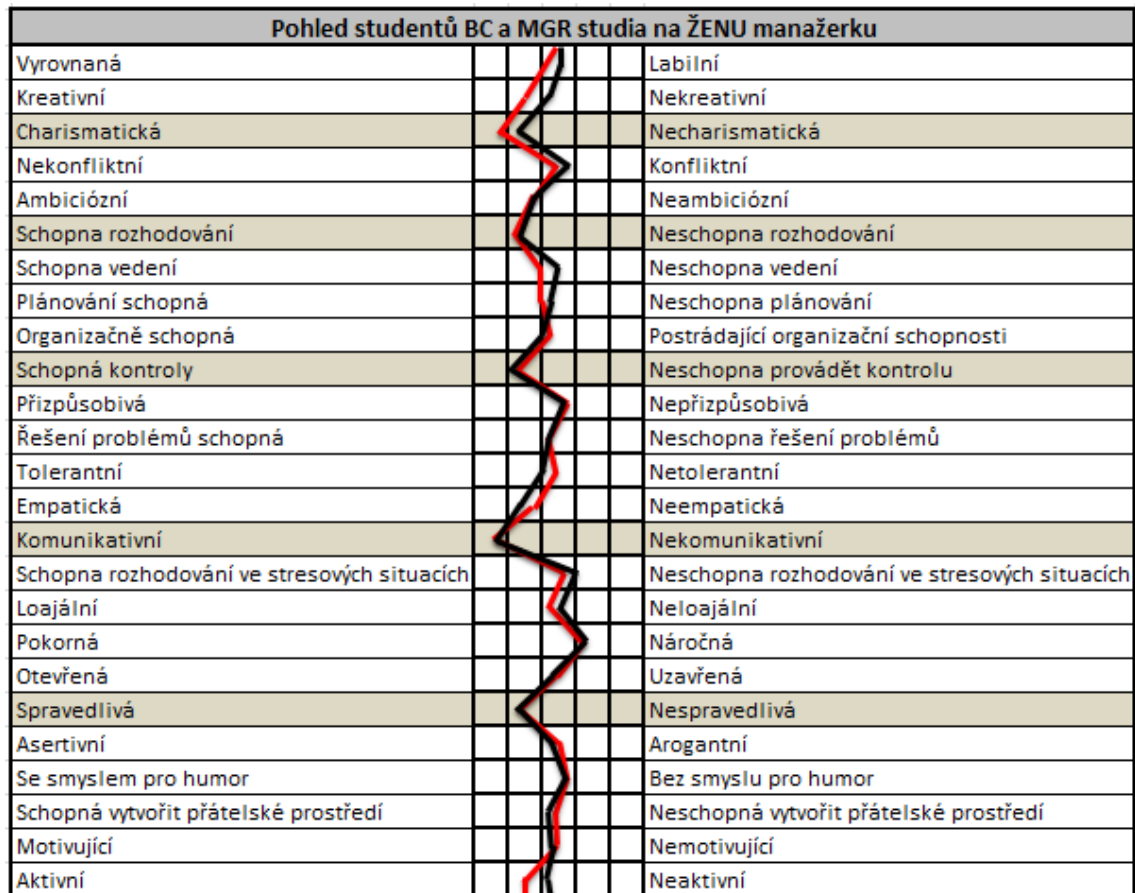 Pohled studentů BC a MGR studia na ŽENU manažerku
Vyrovnaná Labilní
Kreativní Nekreativní
Charismatická Necharismatická
Nekonfliktní Konfliktní
Ambiciózní Neambiciózní
Schopna rozhodování Neschopna rozhodování
Schopna vedení Neschopna vedení
Plánování schopná Neschopna plánování
Organizačně schopná Postrádající organizační schopnosti
Schopná kontroly Neschopna provádět kontrolu
Přizpůsobivá Nepřizpůsobivá
Řešení problémů schopná Neschopna řešení problémů
Tolerantní Netolerantní
Empatická Neempatická
Komunikativní Nekomunikativní
Schopna rozhodování ve stresových situacích Neschopna rozhodování ve stresových situacích
Loajální Neloajální
Pokorná Náročná
Otevřená Uzavřená
Spravedlivá Nespravedlivá
Asertivní Arogantní
Se smyslem pro humor Bez smyslu pro humor
Schopná vytvořit přátelské prostředí Neschopná vytvořit přátelské prostředí
Motivující Nemotivující
Aktivní Neaktivní